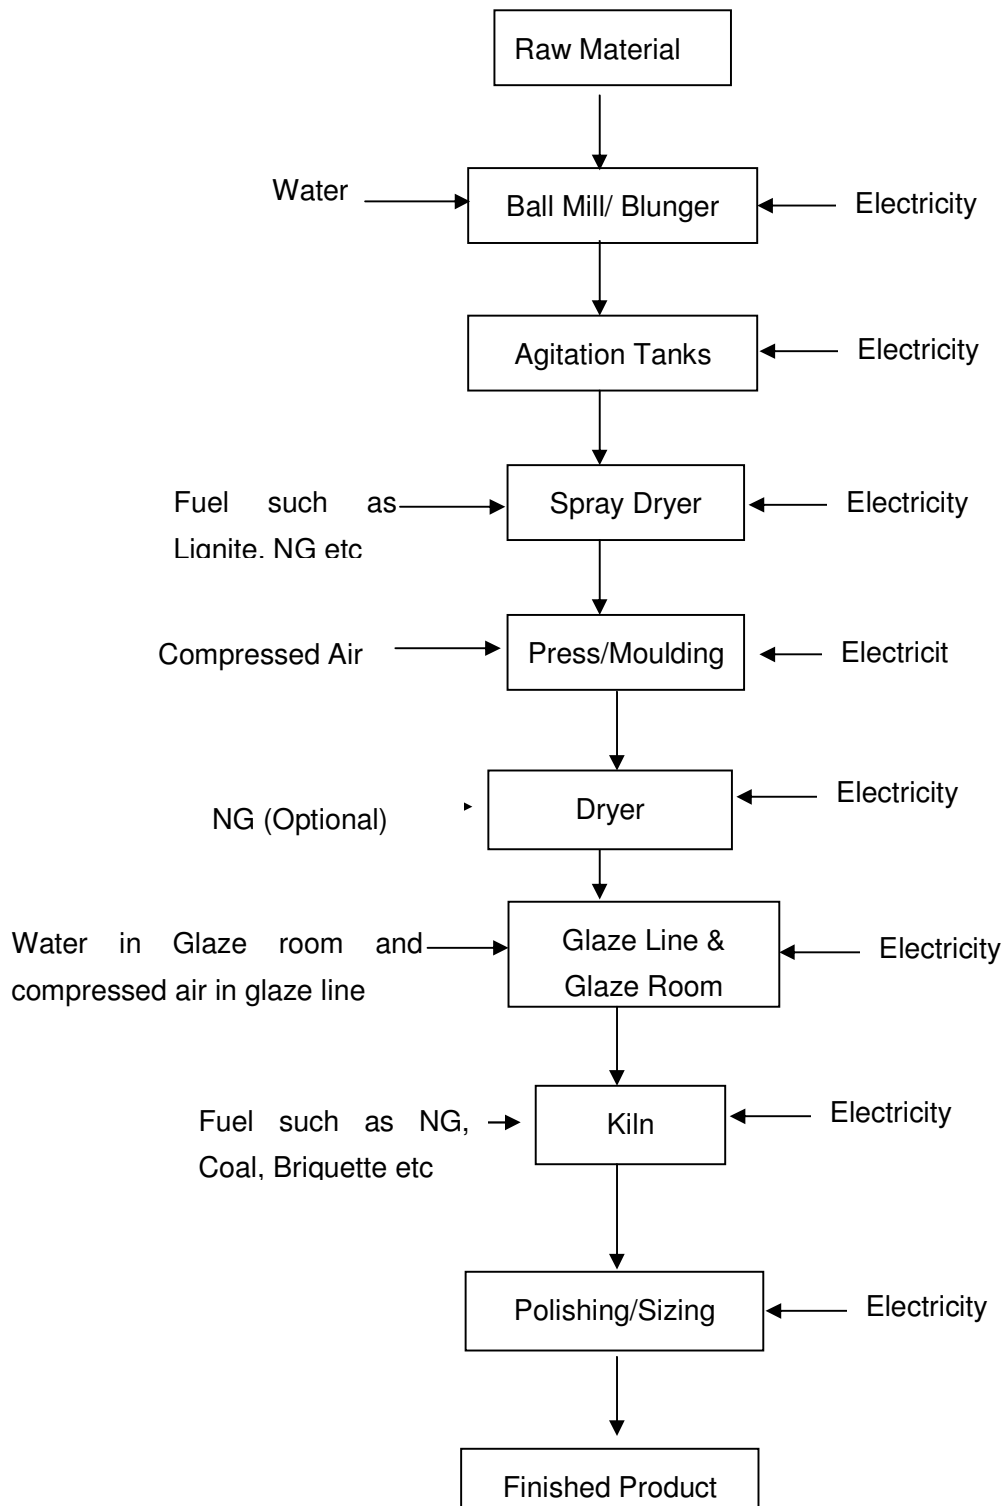 Raw Material
Water
Ball Mill/ Blunger
Electricity
Agitation Tanks
Electricity
Fuel such as
Lignite, NG etc
Spray Dryer
Electricity
Compressed Air
Press/Moulding
Electricit
NG (Optional)
Dryer
Electricity
Water in Glaze room and
compressed air in glaze line
Glaze Line &
Glaze Room
Electricity
Fuel such as NG,
Coal, Briquette etc
Kiln
Electricity
Polishing/Sizing
Electricity
Finished Product